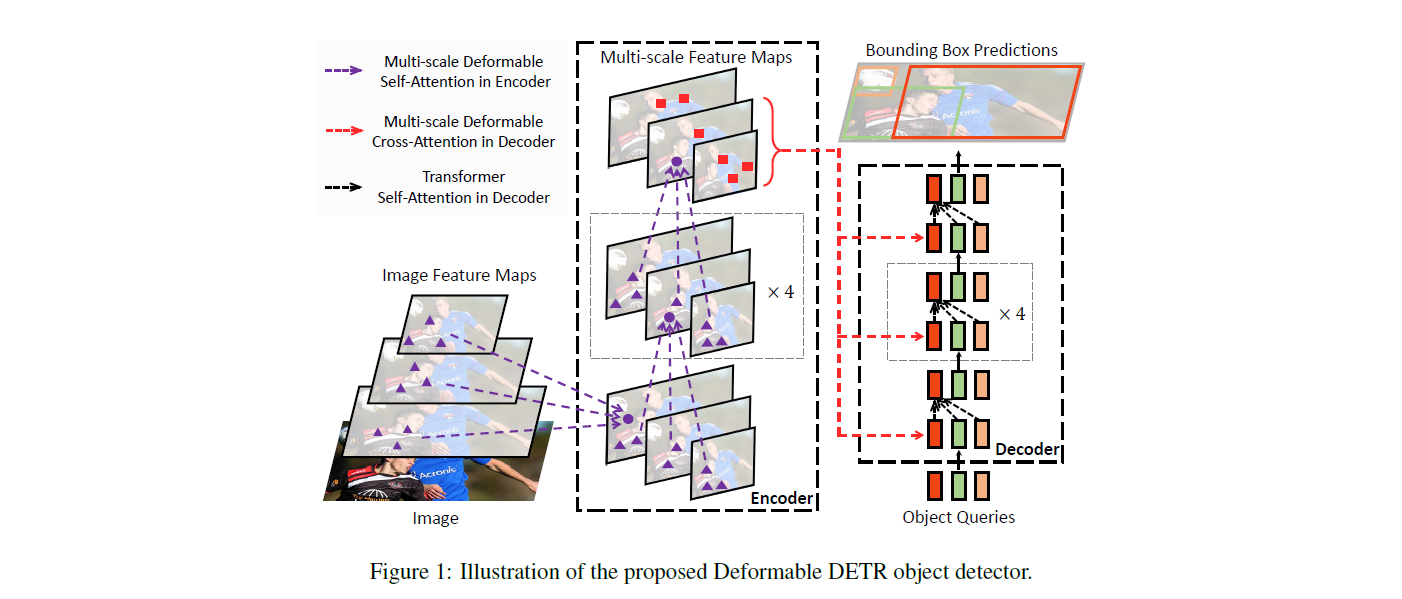 Multi-scale Deformable
Self-Attention in Encoder
Multi-scale Deformable
Cross-Attention in Decoder
Transformer
Self-Attention in Decoder
Image Feature Maps
Acronis
Image
Multi-scale Feature Maps
× 4
Encoder
Bounding Box Predictions
Acronis
× 4
Decoder
Object Queries
Figure 1: Illustration of the proposed Deformable DETR object detector.